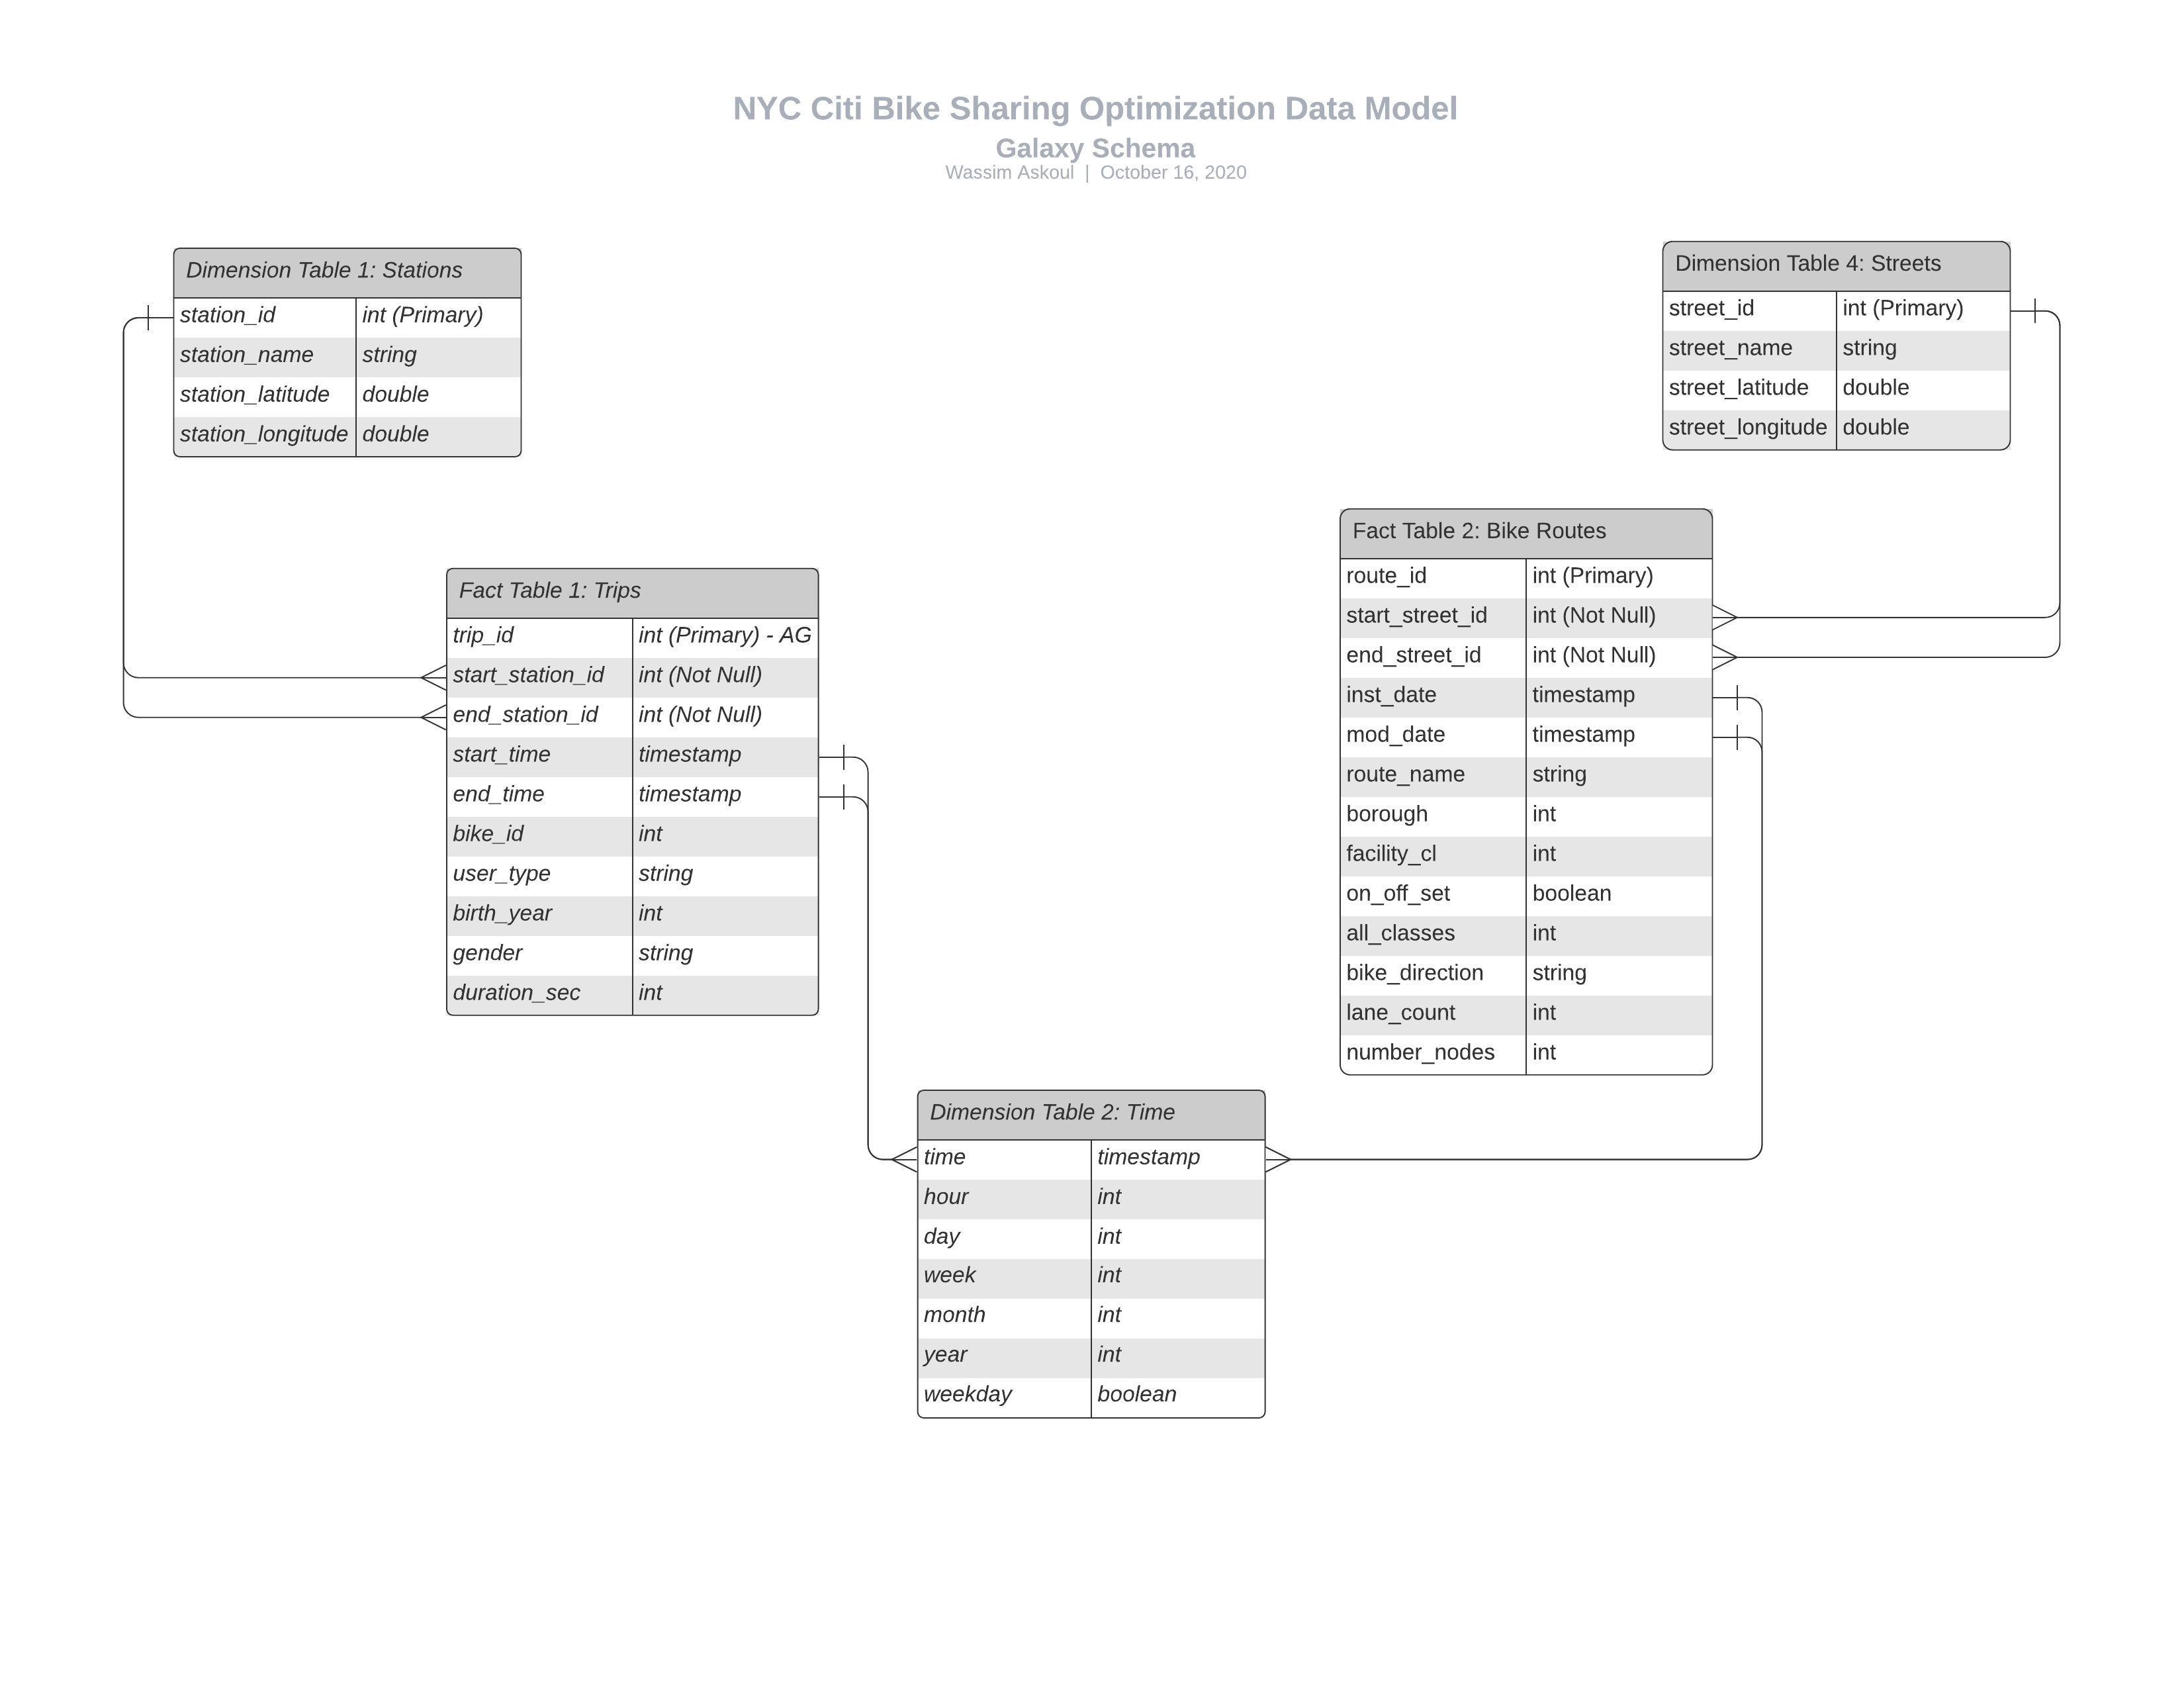 NYC Citi Bike Sharing Optimization Data Model
Galaxy Schema
Wassim Askoul | October 16, 2020
Dimension Table 1: Stations
station_id int (Primary)
station_name string
station_latitude double
station_longitude double
Dimension Table 4: Streets
street_id int (Primary)
street_name string
street_latitude double
street_longitude double
Fact Table 1: Trips
trip_id int (Primary) - AG
start_station_id int (Not Null)
end_station_id int (Not Null)
start_time timestamp
end_time timestamp
bike_id int
user_type string
birth_year int
gender string
duration_sec int
Fact Table 2: Bike Routes
route_id int (Primary)
start_street_id int (Not Null)
end_street_id int (Not Null)
inst_date timestamp
mod_date timestamp
route_name string
borough int
facility_cl int
on_off_set boolean
all_classes int
bike_direction string
lane_count int
number_nodes int
Dimension Table 2: Time
time timestamp
hour int
day int
week int
month int
year int
weekday boolean